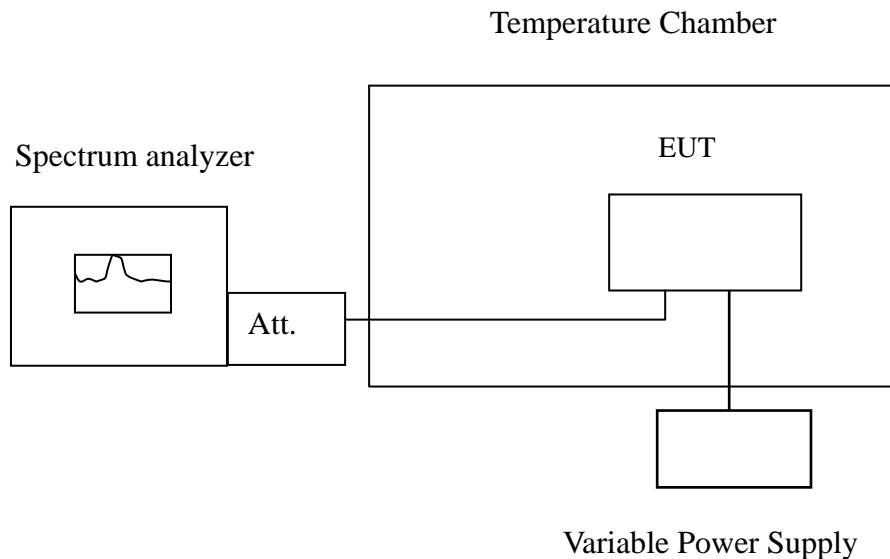 Temperature Chamber
EUT
Spectrum analyzer
Att.
Variable Power Supply